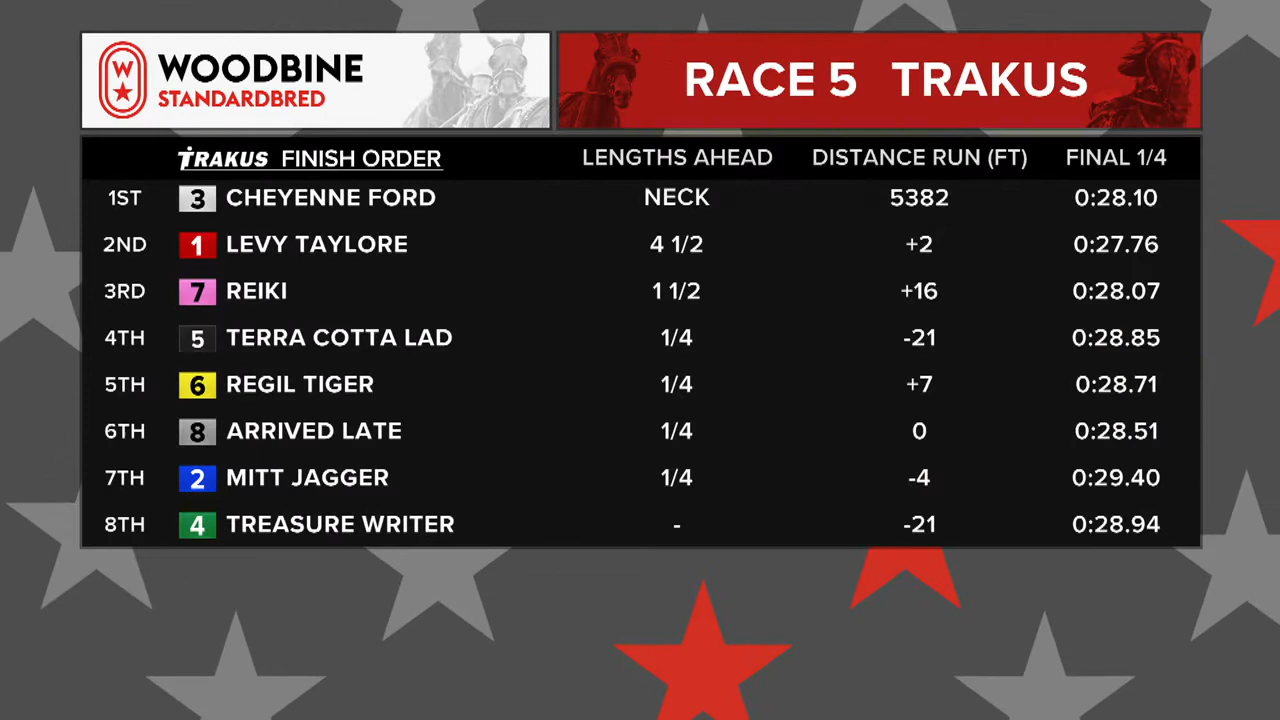 W
WOODBINE
STANDARDBRED
RACE 5 TRAKUS
TRAKUS FINISH ORDER LENGTHS AHEAD DISTANCE RUN (FT) FINAL 1/4
1ST 3 CHEYENNE FORD NECK 5382 0:28.10
2ND 1 LEVY TAYLORE 4 1/2 +2 0:27.76
3RD 7 REIKI 1 1/2 +16 0:28.07
4TH 5 TERRA COTTA LAD 1/4 -21 0:28.85
5TH 6 REGIL TIGER 1/4 +7 0:28.71
6TH 8 ARRIVED LATE 1/4 0 0:28.51
7TH 2 MITT JAGGER 1/4 -4 0:29.40
8TH 4 TREASURE WRITER - -21 0:28.94